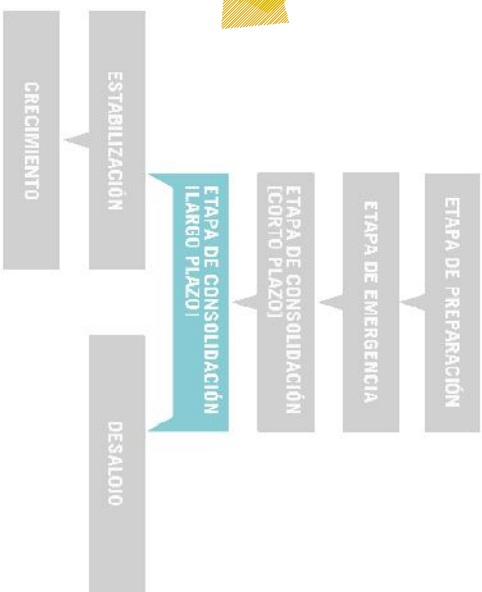 ETAPA DE PREPARACIÓN
ETAPA DE EMERGENCIA
ETAPA DE CONSOLIDACIÓN
[CORTO PLAZO]
ETAPA DE CONSOLIDACIÓN
[LARGO PLAZO]
ESTABILIZACIÓN
DESALOJO
CRECIMIENTO